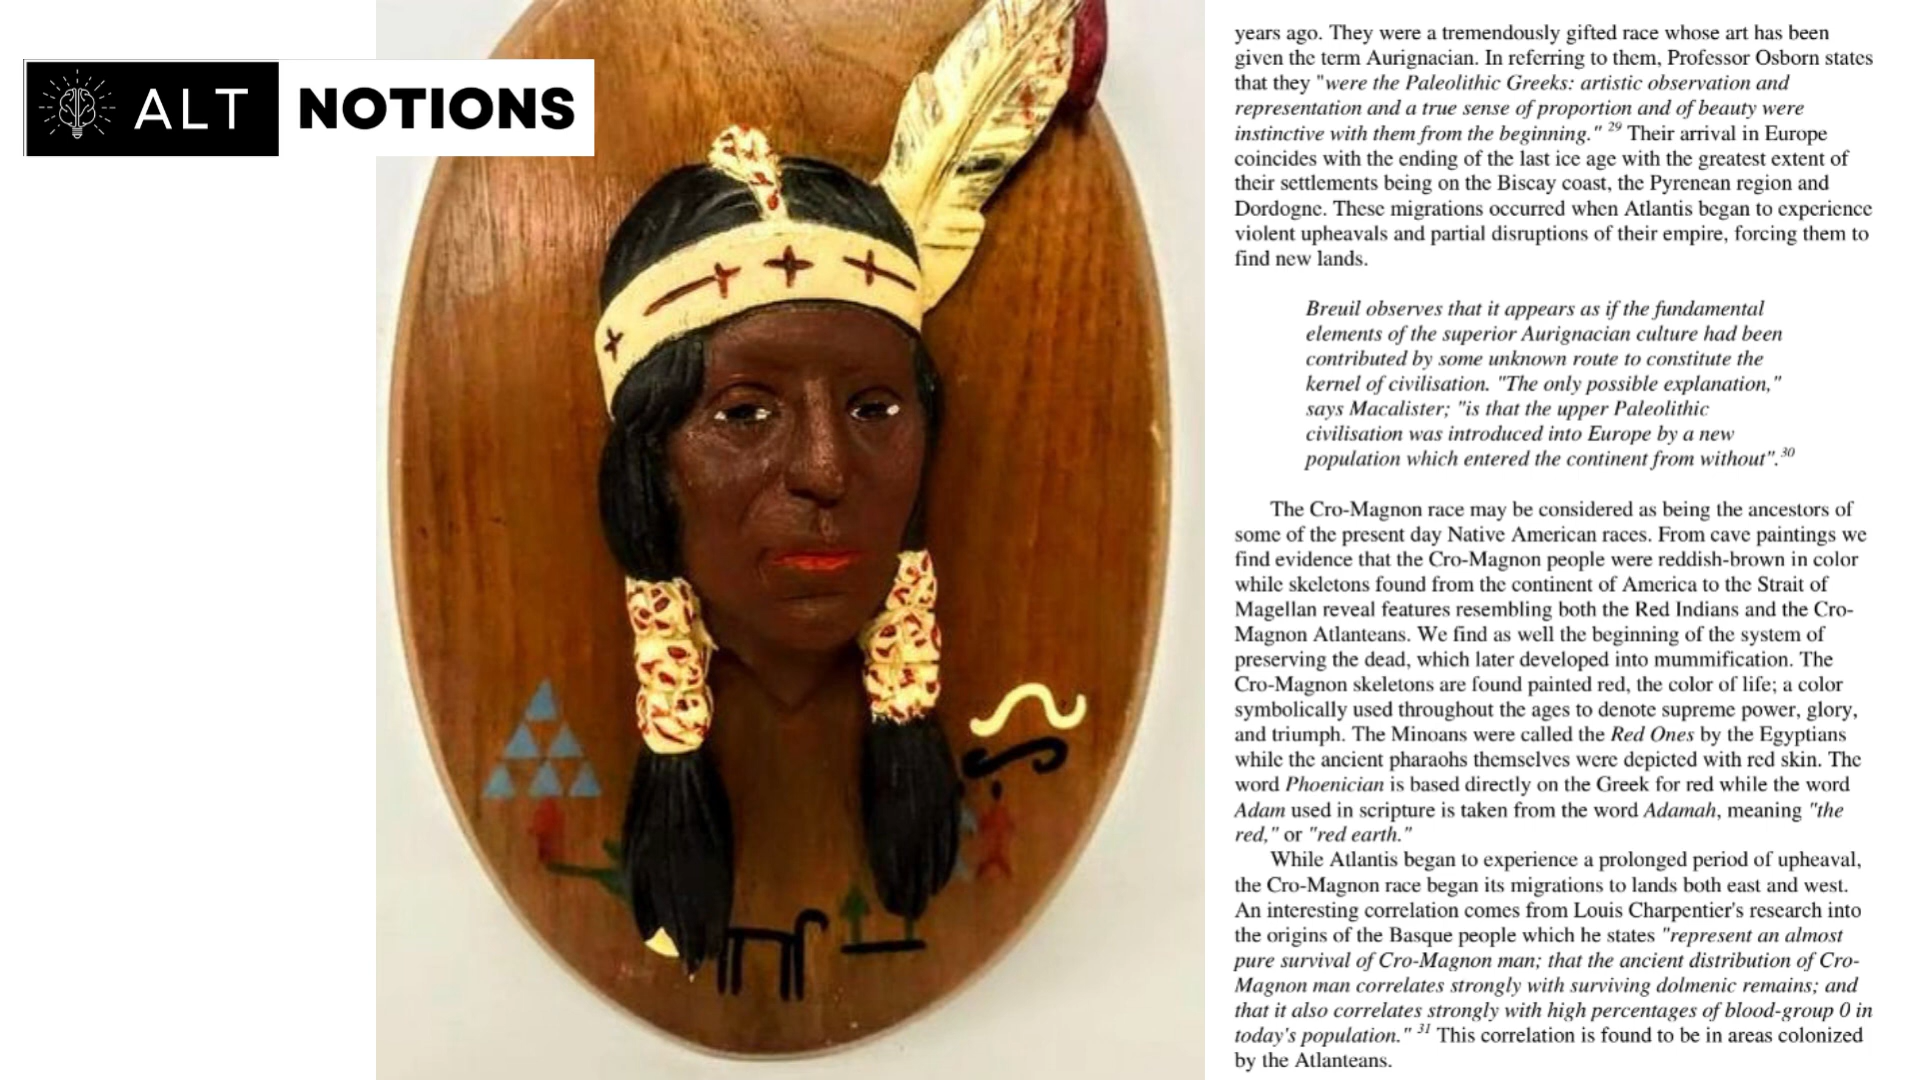 ALT NOTIONS
years ago. They were a tremendously gifted race whose art has been
given the term Aurignacian. In referring to them, Professor Osborn states
that they "were the Paleolithic Greeks: artistic observation and
representation and a true sense of proportion and of beauty were
instinctive with them from the beginning." 29 Their arrival in Europe
coincides with the ending of the last ice age with the greatest extent of
their settlements being on the Biscay coast, the Pyrenean region and
Dordogne. These migrations occurred when Atlantis began to experience
violent upheavals and partial disruptions of their empire, forcing them to
find new lands.
Breuil observes that it appears as if the fundamental
elements of the superior Aurignacian culture had been
contributed by some unknown route to constitute the
kernel of civilisation. "The only possible explanation,"
says Macalister; "is that the upper Paleolithic
civilisation was introduced into Europe by a new
population which entered the continent from without".30
The Cro-Magnon race may be considered as being the ancestors of
some of the present day Native American races. From cave paintings we
find evidence that the Cro-Magnon people were reddish-brown in color
while skeletons found from the continent of America to the Strait of
Magellan reveal features resembling both the Red Indians and the Cro-
Magnon Atlanteans. We find as well the beginning of the system of
preserving the dead, which later developed into mummification. The
Cro-Magnon skeletons are found painted red, the color of life; a color
symbolically used throughout the ages to denote supreme power, glory,
and triumph. The Minoans were called the Red Ones by the Egyptians
while the ancient pharaohs themselves were depicted with red skin. The
word Phoenician is based directly on the Greek for red while the word
Adam used in scripture is taken from the word Adamah, meaning "the
red," or "red earth."
While Atlantis began to experience a prolonged period of upheaval,
the Cro-Magnon race began its migrations to lands both east and west.
An interesting correlation comes from Louis Charpentier's research into
the origins of the Basque people which he states "represent an almost
pure survival of Cro-Magnon man; that the ancient distribution of Cro-
Magnon man correlates strongly with surviving dolmenic remains; and
that it also correlates strongly with high percentages of blood-group 0 in
today's population." 31 This correlation is found to be in areas colonized
by the Atlanteans.